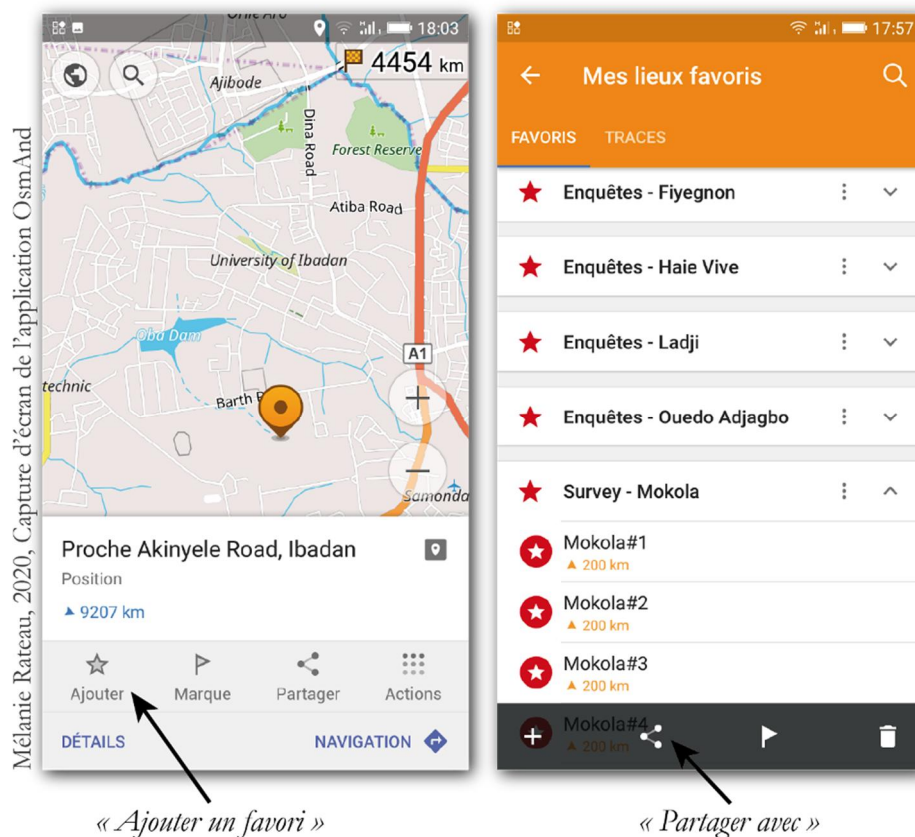 Mélanie Rateau, 2020, Capture d'écran de l'application OsmAnd
18:03
4454 km
Ajibode
Dina Road
Forest Reserve
Atiba Road
University of Ibadan
Oba Dam
A1
technic
Barth
Samonda
Proche Akinyele Road, Ibadan
Position
9207 km
Ajouter
Marque
Partager
Actions
DÉTAILS
NAVIGATION
« Ajouter un favori »
17:57
Mes lieux favoris
FAVORIS TRACES
Enquêtes - Fiyegnon
Enquêtes - Haie Vive
Enquêtes - Ladji
Enquêtes - Ouedo Adjagbo
Survey - Mokola
Mokola#1
200 km
Mokola#2
200 km
Mokola#3
200 km
Mokola#4
200 km
« Partager avec »